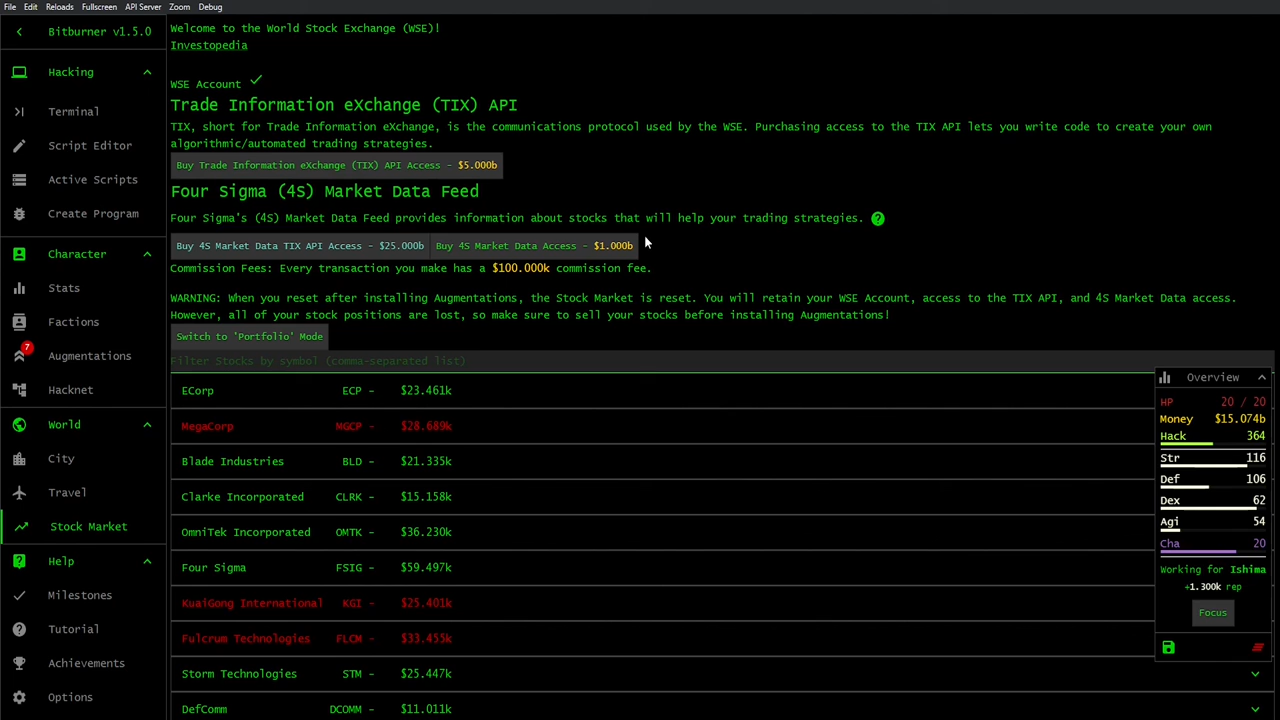 File Edit Reloads Fullscreen API Server Zoom Debug
Bitburner v1.5.0
Hacking
Terminal
Script Editor
Active Scripts
Create Program
Character
Stats
Factions
7
Augmentations
Hacknet
World
City
Travel
Stock Market
Help
Milestones
Tutorial
Achievements
Options
Welcome to the World Stock Exchange (WSE)!
Investopedia
WSE Account
Trade Information eXchange (TIX) API
TIX, short for Trade Information eXchange, is the communications protocol used by the WSE. Purchasing access to the TIX API lets you write code to create your own
algorithmic/automated trading strategies.
Buy Trade Information eXchange (TIX) API Access - $5.000b
Four Sigma (4S) Market Data Feed
Four Sigma's (4S) Market Data Feed provides information about stocks that will help your trading strategies. ?
Buy 4S Market Data TIX API Access - $25.000b Buy 4S Market Data Access - $1.000b
Commission Fees: Every transaction you make has a $100.000k commission fee.
WARNING: When you reset after installing Augmentations, the Stock Market is reset. You will retain your WSE Account, access to the TIX API, and 4S Market Data access.
However, all of your stock positions are lost, so make sure to sell your stocks before installing Augmentations!
Switch to 'Portfolio' Mode
Filter Stocks by symbol (comma-separated list)
ECorp ECP - $23.461k
MegaCorp MGCP - $28.689k
Blade Industries BLD - $21.335k
Clarke Incorporated CLRK - $15.158k
OmniTek Incorporated OMTK - $36.230k
Four Sigma FSIG - $59.497k
KuaiGong International KGI - $25.401k
Fulcrum Technologies FLCM - $33.455k
Storm Technologies STM - $25.447k
DefComm DCOMM - $11.011k
Overview
HP 20 / 20
Money $15.074b
Hack 364
Str 116
Def 106
Dex 62
Agi 54
Cha 20
Working for Ishima
+1.300k rep
Focus